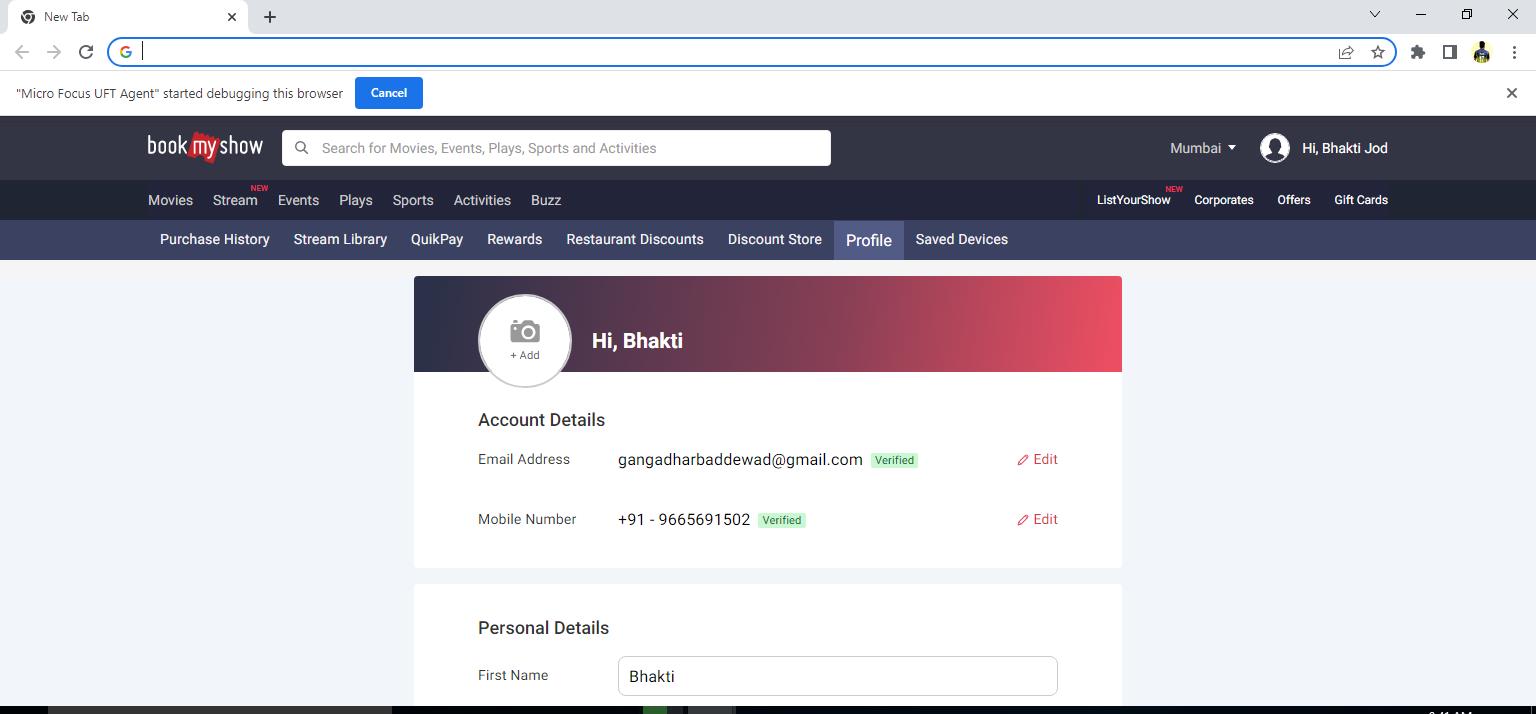 New Tab
"Micro Focus UFT Agent" started debugging this browser Cancel
book my show Search for Movies, Events, Plays, Sports and Activities Mumbai Hi, Bhakti Jod
Movies Stream NEW Events Plays Sports Activities Buzz ListYourShow NEW Corporates Offers Gift Cards
Purchase History Stream Library QuikPay Rewards Restaurant Discounts Discount Store Profile Saved Devices
+ Add
Hi, Bhakti
Account Details
Email Address gangadharbaddewad@gmail.com Verified Edit
Mobile Number +91 - 9665691502 Verified Edit
Personal Details
First Name Bhakti